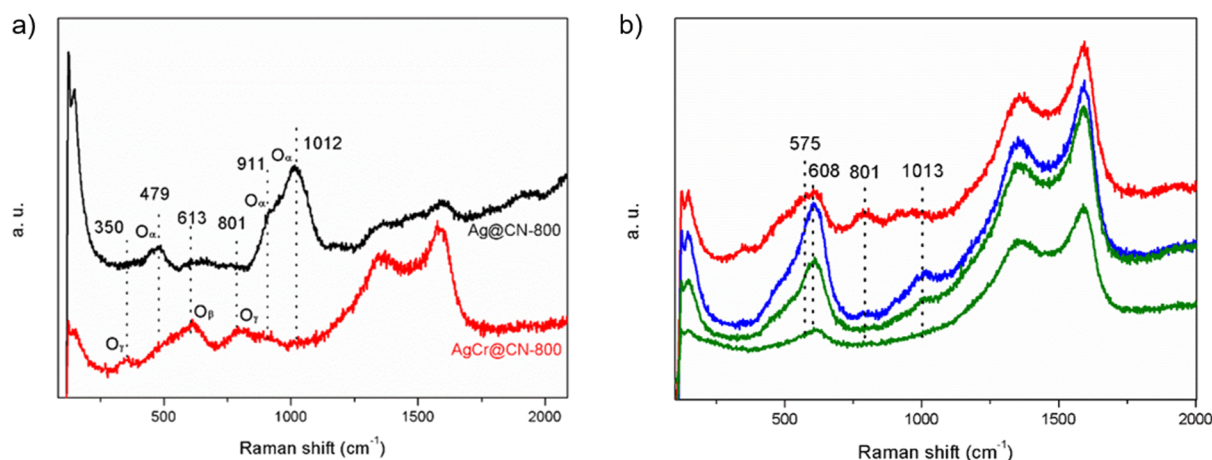 a)
a. u.
350
479
613
801
911
1012
Oγ
Oα
Oβ
Oγ
Oα
Oα
Ag@CN-800
AgCr@CN-800
500
1000
1500
2000
Raman shift (cm⁻¹)
b)
a. u.
575
608
801
1013
500
1000
1500
2000
Raman shift (cm⁻¹)